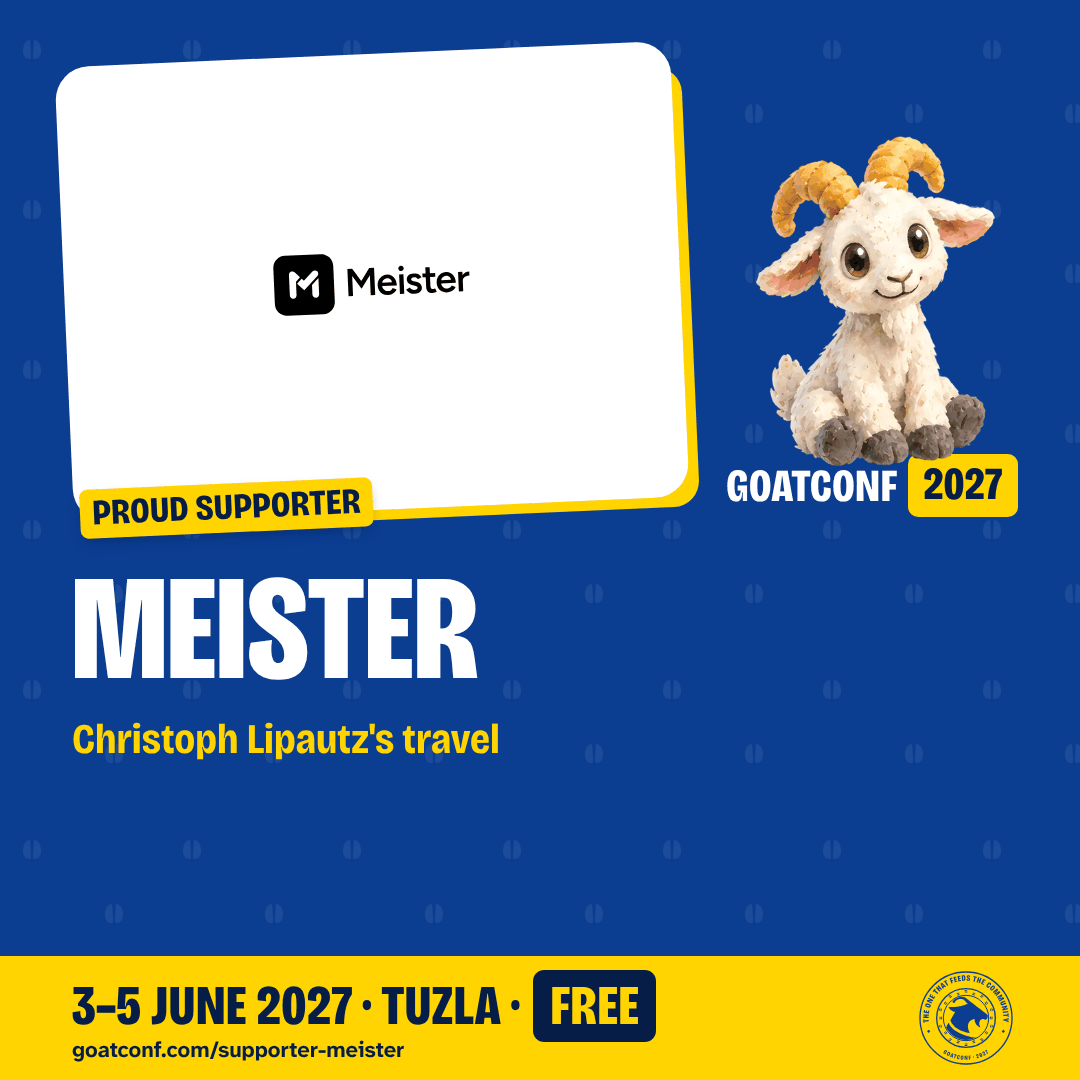 Meister
PROUD SUPPORTER
GOATCONF 2027
MEISTER
Christoph Lipautz's travel
3–5 JUNE 2027 · TUZLA · FREE
goatconf.com/supporter-meister
THE ONE THAT FEEDS THE COMMUNITY
GOATCONF · 2027